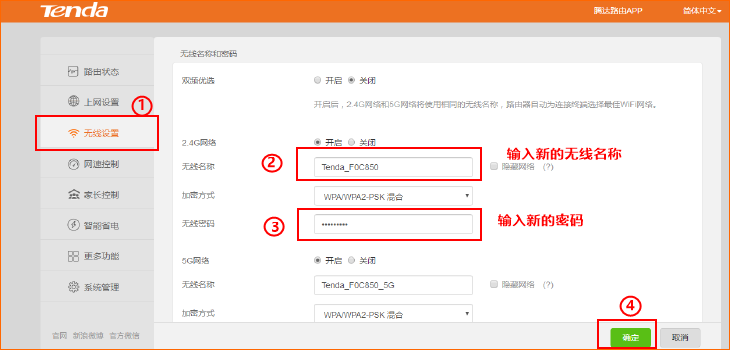 Tenda
腾达路由APP 简体中文
无线名称和密码
路由状态
上网设置
①
无线设置
网速控制
家长控制
智能省电
更多功能
系统管理
官网 新浪微博 官方微信
双频优选 开启 关闭
开启后，2.4G网络和5G网络将使用相同的无线名称，路由器自动为连接终端选择最佳WiFi网络。
2.4G网络 开启 关闭
输入新的无线名称
② 无线名称 Tenda_F0C850 隐藏网络 (?)
加密方式 WPA/WPA2-PSK 混合
输入新的密码
无线密码 ③ •••••••••
5G网络 开启 关闭
无线名称 Tenda_F0C850_5G 隐藏网络 (?)
加密方式 WPA/WPA2-PSK 混合
④
确定 取消